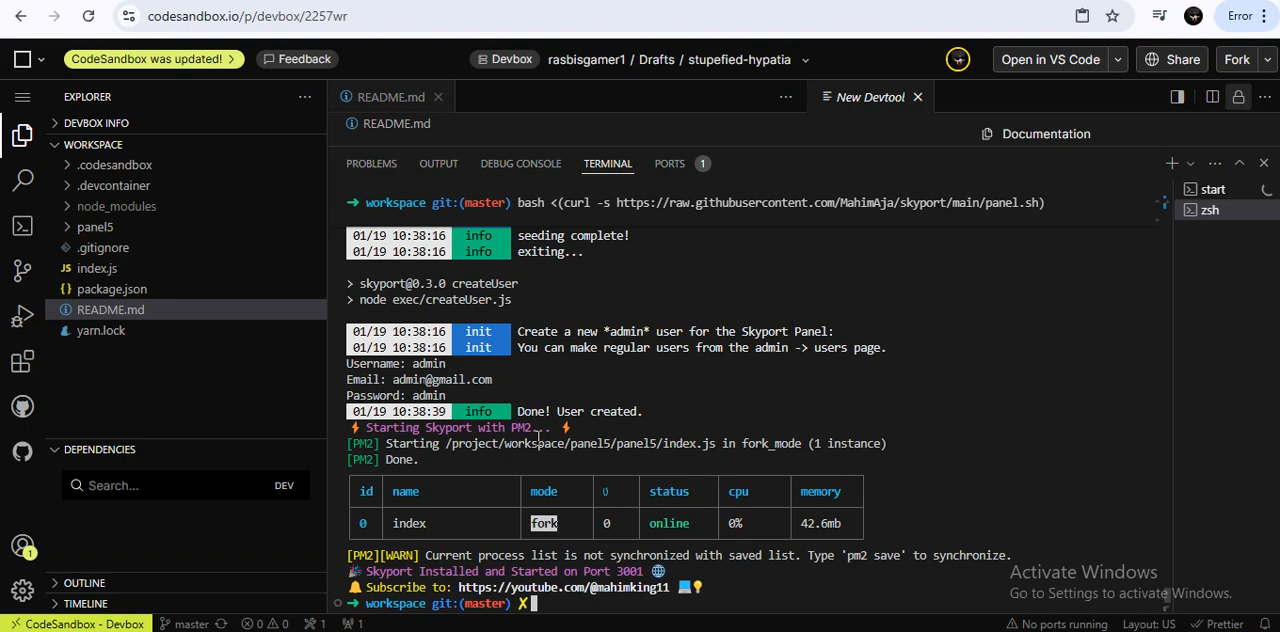 codesandbox.io/p/devbox/2257wr
Error
CodeSandbox was updated!
Feedback
Devbox rasbisgamer1 / Drafts / stupefied-hypatia
Open in VS Code
Share
Fork
EXPLORER
README.md
New Devtool
DEVBOX INFO
README.md
Documentation
WORKSPACE
.codesandbox
.devcontainer
node_modules
panel5
.gitignore
JS index.js
{} package.json
README.md
yarn.lock
PROBLEMS OUTPUT DEBUG CONSOLE TERMINAL PORTS 1
start
zsh
→ workspace git:(master) bash <(curl -s https://raw.githubusercontent.com/MahimAja/skyport/main/panel.sh)
01/19 10:38:16 info seeding complete!
01/19 10:38:16 info exiting...
> skyport@0.3.0 createUser
> node exec/createUser.js
01/19 10:38:16 init Create a new *admin* user for the Skyport Panel:
01/19 10:38:16 init You can make regular users from the admin -> users page.
Username: admin
Email: admin@gmail.com
Password: admin
01/19 10:38:39 info Done! User created.
⚡ Starting Skyport with PM2... ⚡
[PM2] Starting /project/workspace/panel5/panel5/index.js in fork_mode (1 instance)
[PM2] Done.
id name mode ↺ status cpu memory
0 index fork 0 online 0% 42.6mb
[PM2][WARN] Current process list is not synchronized with saved list. Type 'pm2 save' to synchronize.
🎉 Skyport Installed and Started on Port 3001 🌐
🔔 Subscribe to: https://youtube.com/@mahimking11 💻💡
→ workspace git:(master) ✗
DEPENDENCIES
Search... DEV
OUTLINE
TIMELINE
1
Activate Windows
Go to Settings to activate Windows.
CodeSandbox - Devbox
master
0 0
1
1
No ports running
Layout: US
Prettier